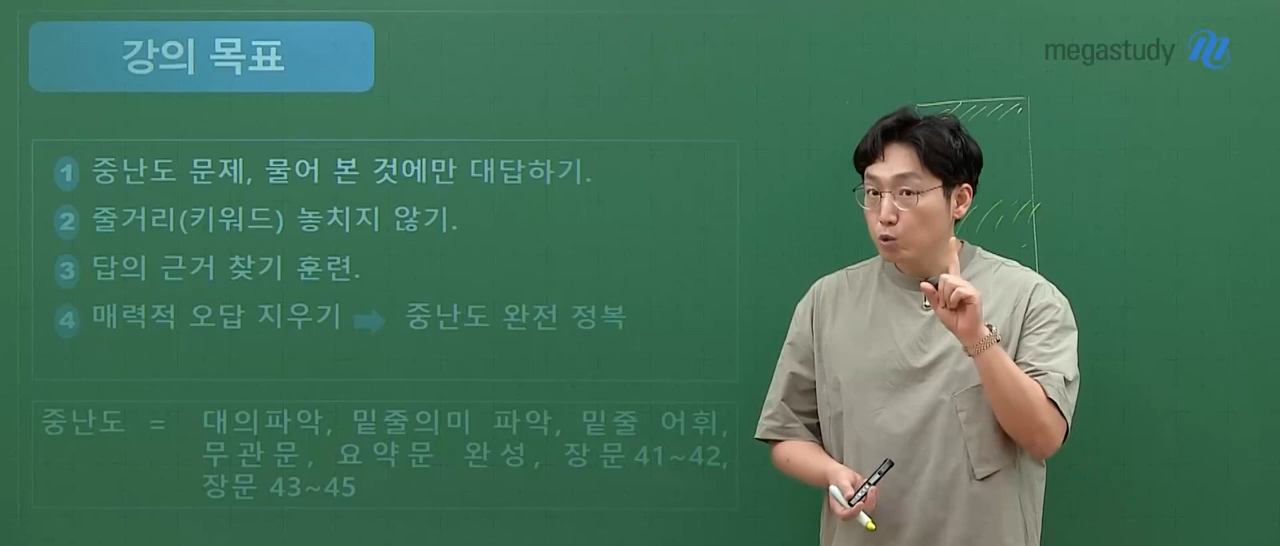 강의 목표
megastudy
1 중난도 문제, 물어 본 것에만 대답하기.
2 줄거리(키워드) 놓치지 않기.
3 답의 근거 찾기 훈련.
4 매력적 오답 지우기 ➡ 중난도 완전 정복
중난도 = 대의파악, 밑줄의미 파악, 밑줄 어휘,
무관문, 요약문 완성, 장문 41~42,
장문 43~45